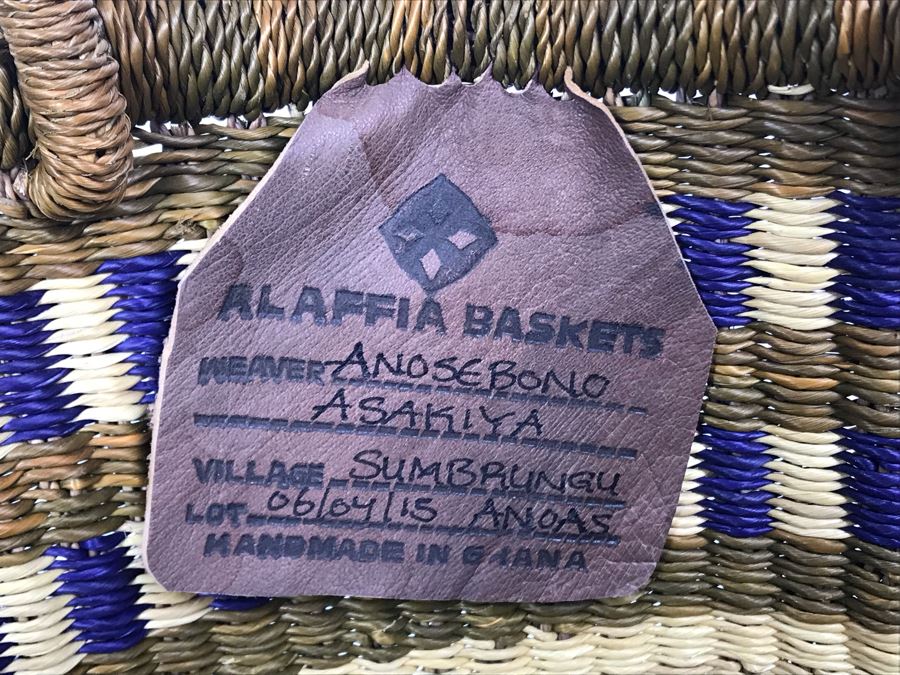 ALAFFIA BASKETS
WEAVER ANOSEBONO
ASAKIYA
VILLAGE SUMBRUNGU
LOT 06/04/15 ANOAS
HANDMADE IN GHANA